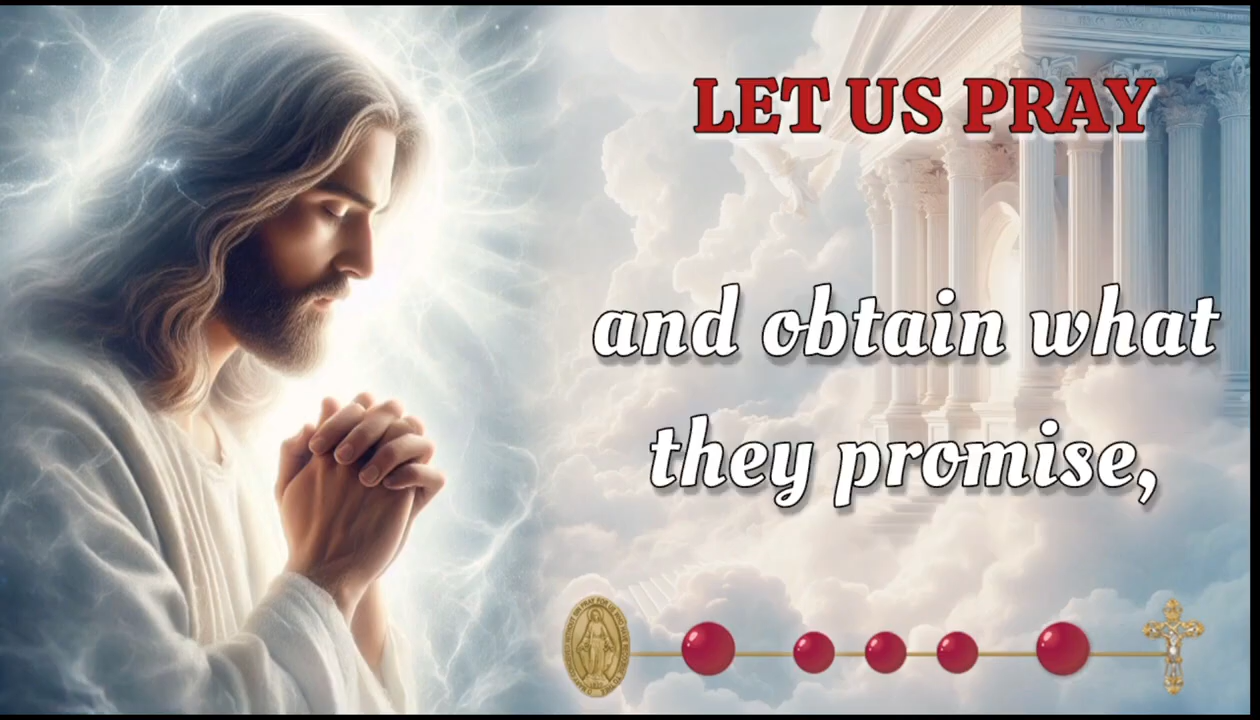 LET US PRAY
and obtain what
they promise,